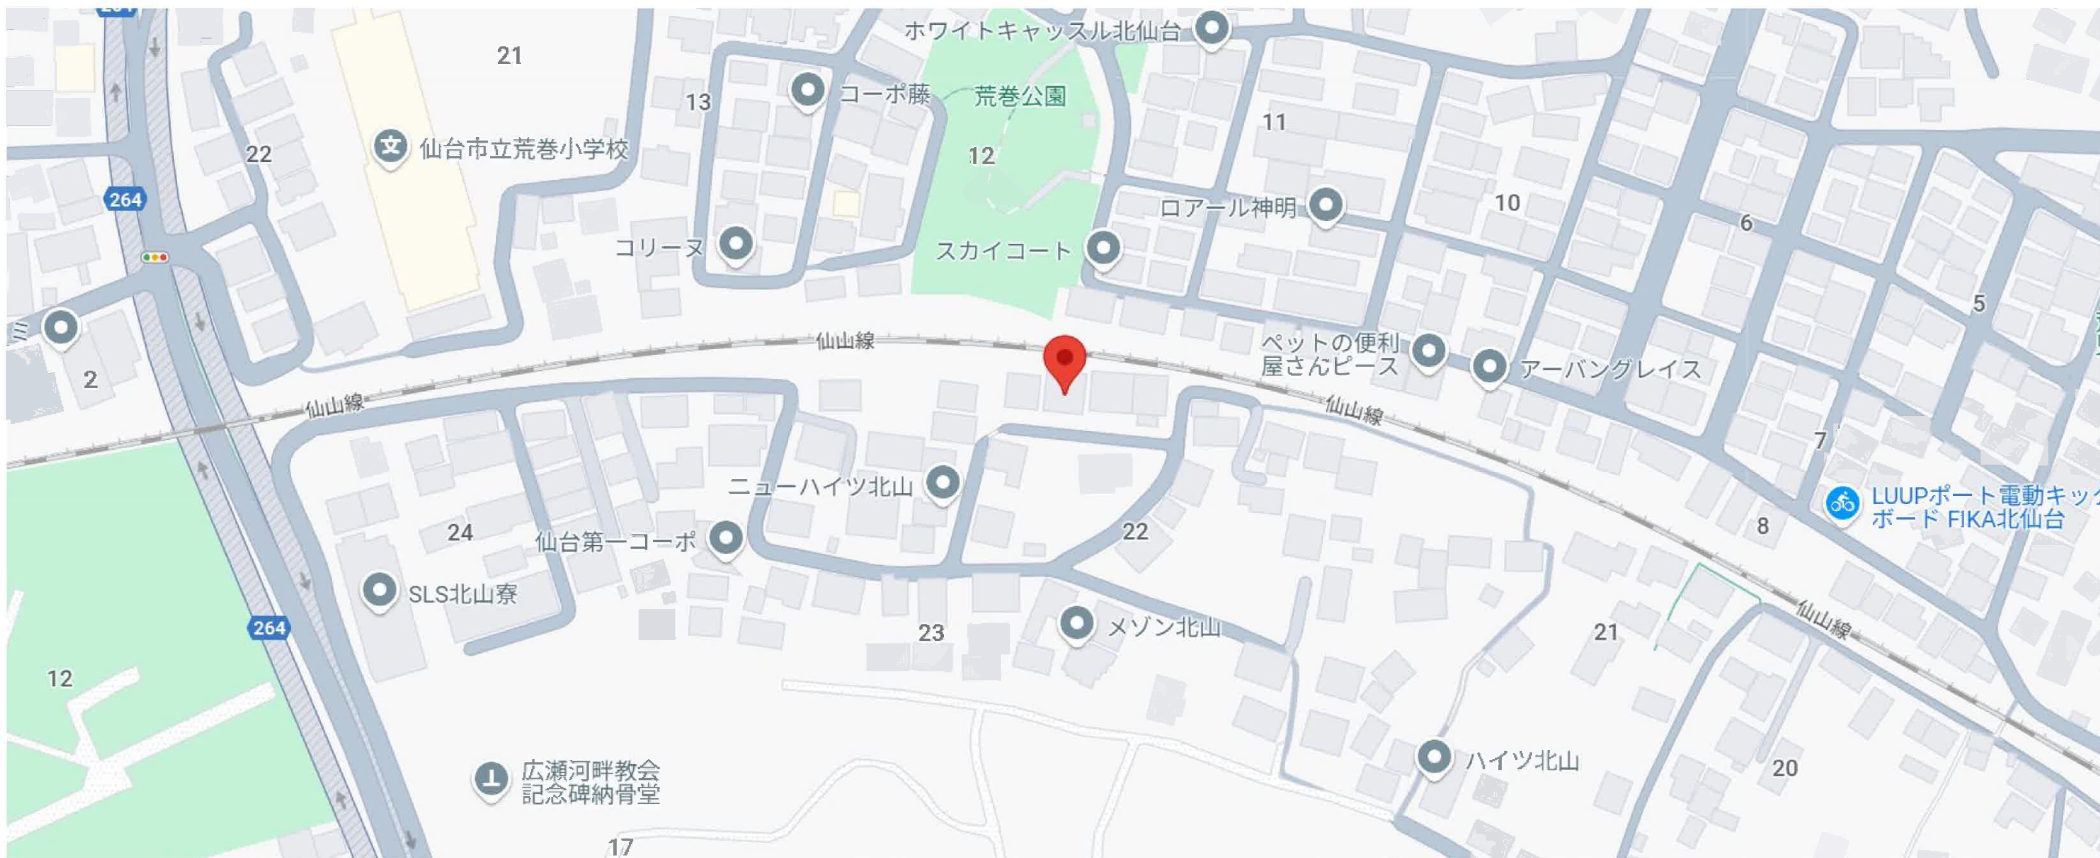 ホワイトキャッスル北仙台
21
コーポ藤
荒巻公園
13
11
仙台市立荒巻小学校
22
12
264
10
ロアール神明
6
コリーヌ
スカイコート
5
仙山線
ペットの便利
屋さんピース
アーバングレイス
ミ
2
仙山線
仙山線
7
ニューハイツ北山
LUUPポート電動キック
ボード FIKA北仙台
24
仙台第一コーポ
22
8
SLS北山寮
264
23
メゾン北山
21
仙山線
12
広瀬河畔教会
記念碑納骨堂
ハイツ北山
20
17